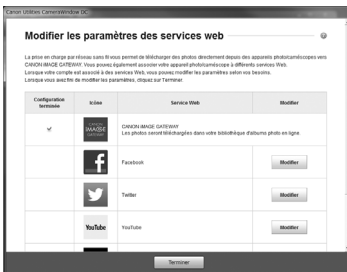 Canon Utilities CameraWindow DC
Modifier les paramètres des services web
La prise en charge par réseau sans fil vous permet de télécharger des photos directement depuis des appareils photo/caméscopes vers
CANON iMAGE GATEWAY. Vous pouvez également associer votre appareil photo/caméscope à différents services Web.
Lorsque votre compte est associé à des services Web, vous pouvez modifier les paramètres selon vos besoins.
Lorsque vous avez fini de modifier les paramètres, cliquez sur Terminer.
Configuration terminée Icône Service Web Modifier
CANON iMAGE GATEWAY
CANON iMAGE GATEWAY
Les photos seront téléchargées dans votre bibliothèque d'albums photo en ligne.
Facebook Modifier
Twitter Modifier
YouTube YouTube Modifier
Terminer